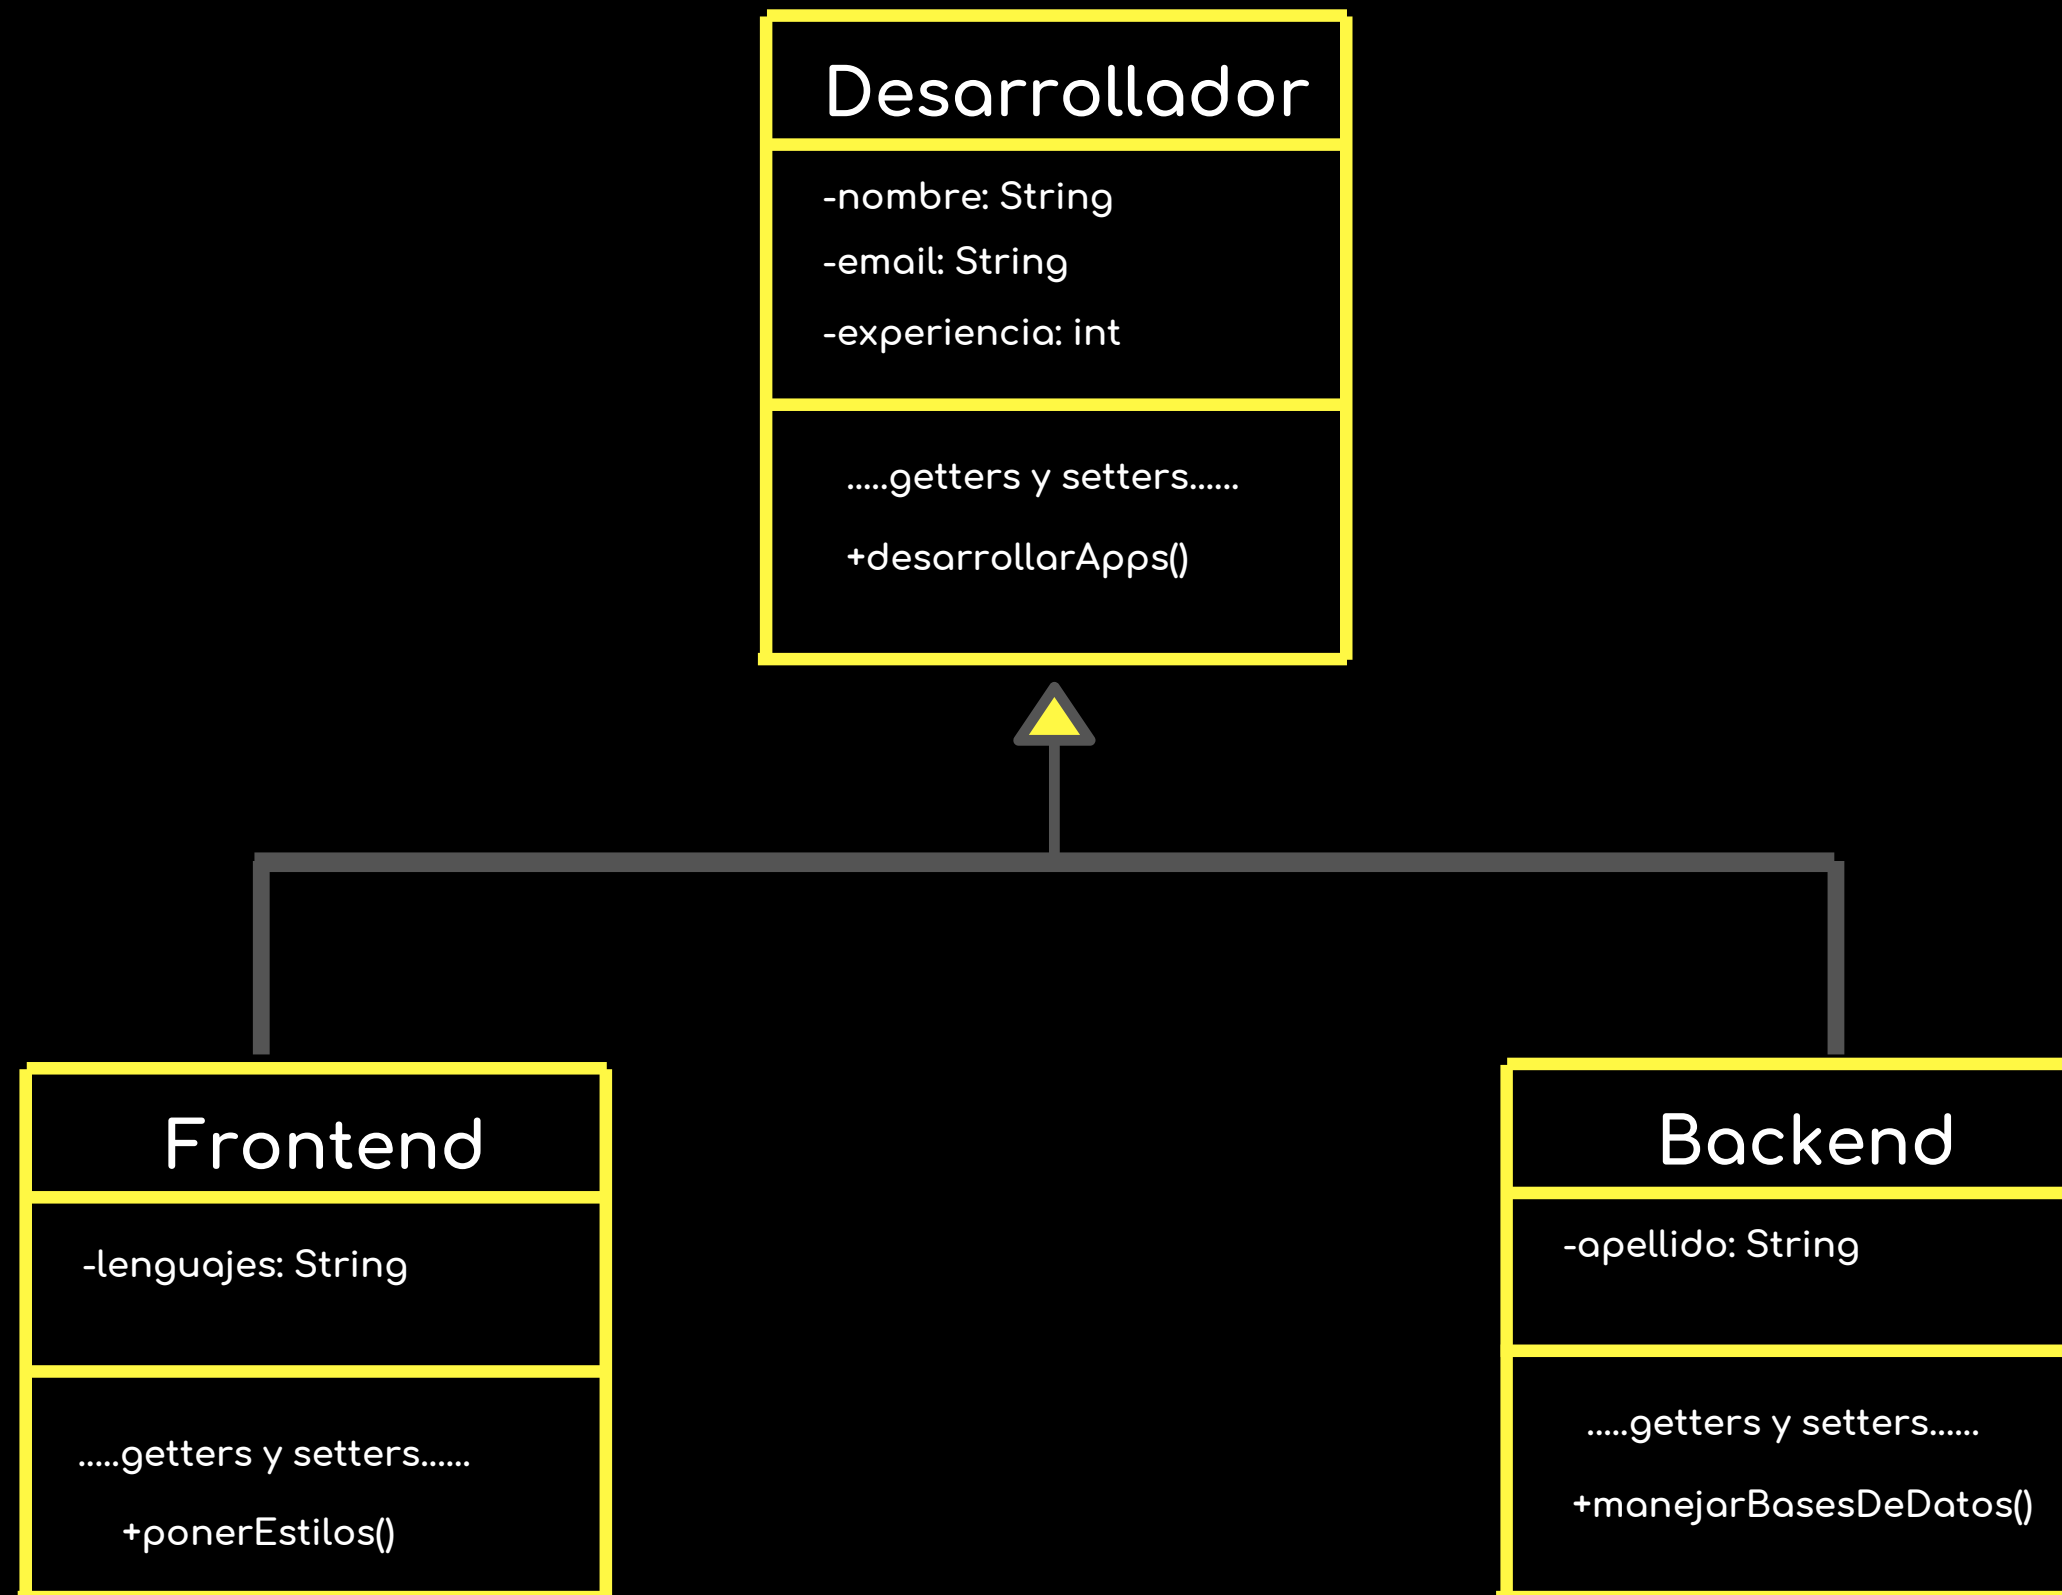 Desarrollador
-nombre: String
-email: String
-experiencia: int
.....getters y setters......
+desarrollarApps()
Frontend
-lenguajes: String
.....getters y setters......
+ponerEstilos()
Backend
-apellido: String
.....getters y setters......
+manejarBasesDeDatos()